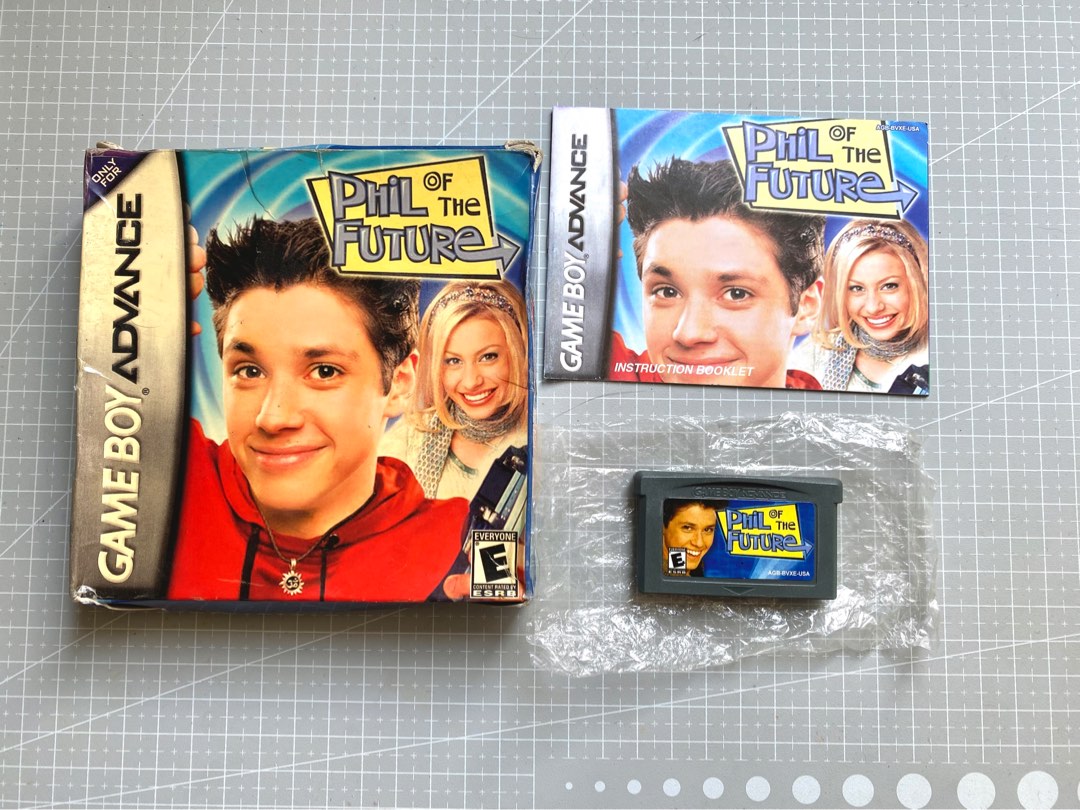 ONLY
FOR
GAME BOY ADVANCE
®
PHIL OF
THE
FUTURE
EVERYONE
E
CONTENT RATED BY
ESRB
AGB-BVXE-USA
GAME BOY ADVANCE
PHIL OF
THE
FUTURE
INSTRUCTION BOOKLET
GAME BOY ADVANCE
PHIL OF
THE
FUTURE
E
ESRB
AGB-BVXE-USA